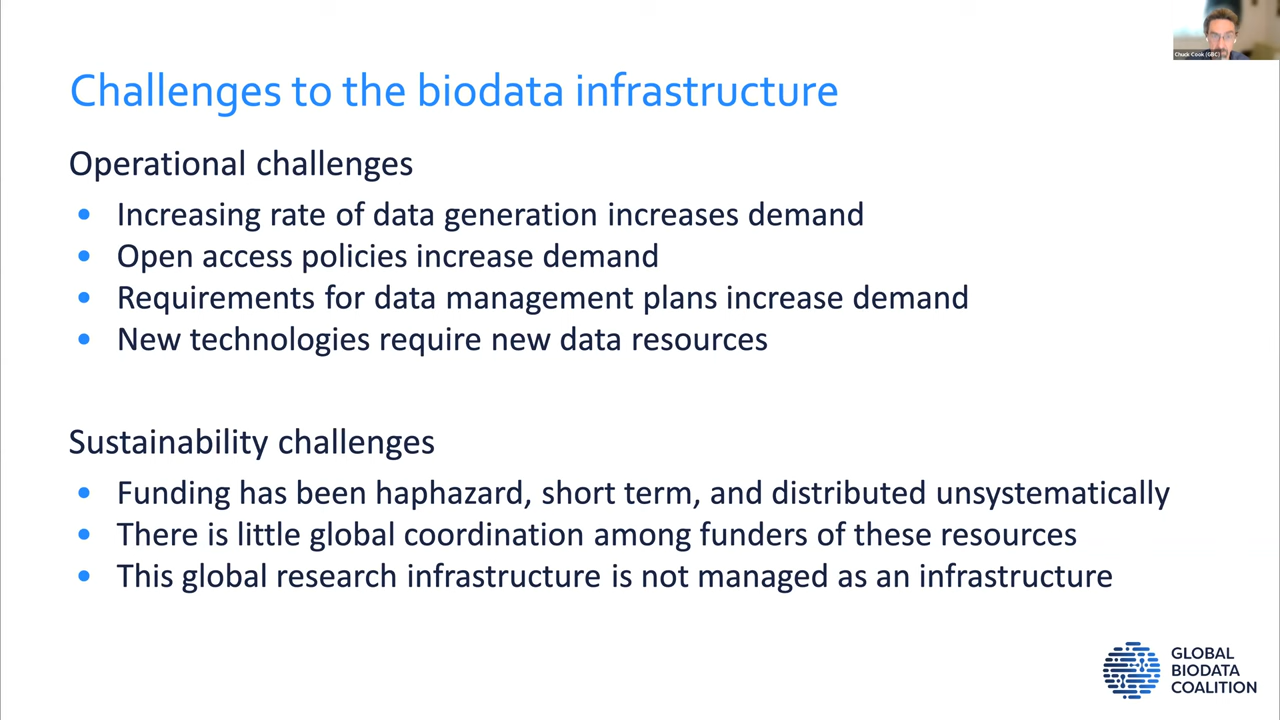 Chuck Cook (GBC)
Challenges to the biodata infrastructure
Operational challenges
• Increasing rate of data generation increases demand
• Open access policies increase demand
• Requirements for data management plans increase demand
• New technologies require new data resources
Sustainability challenges
• Funding has been haphazard, short term, and distributed unsystematically
• There is little global coordination among funders of these resources
• This global research infrastructure is not managed as an infrastructure
GLOBAL
BIODATA
COALITION